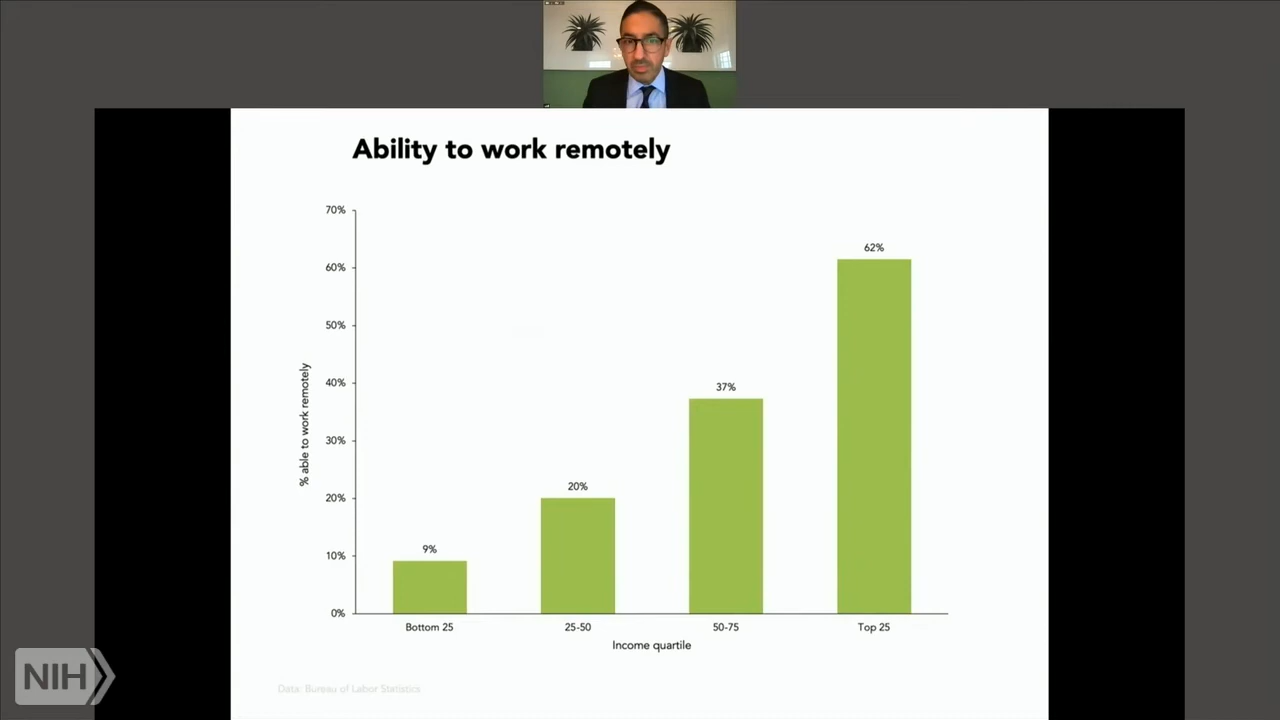 Ability to work remotely
70%
60%
50%
40%
30%
20%
10%
0%
% able to work remotely
9%
20%
37%
62%
Bottom 25
25-50
50-75
Top 25
Income quartile
Data: Bureau of Labor Statistics
NIH